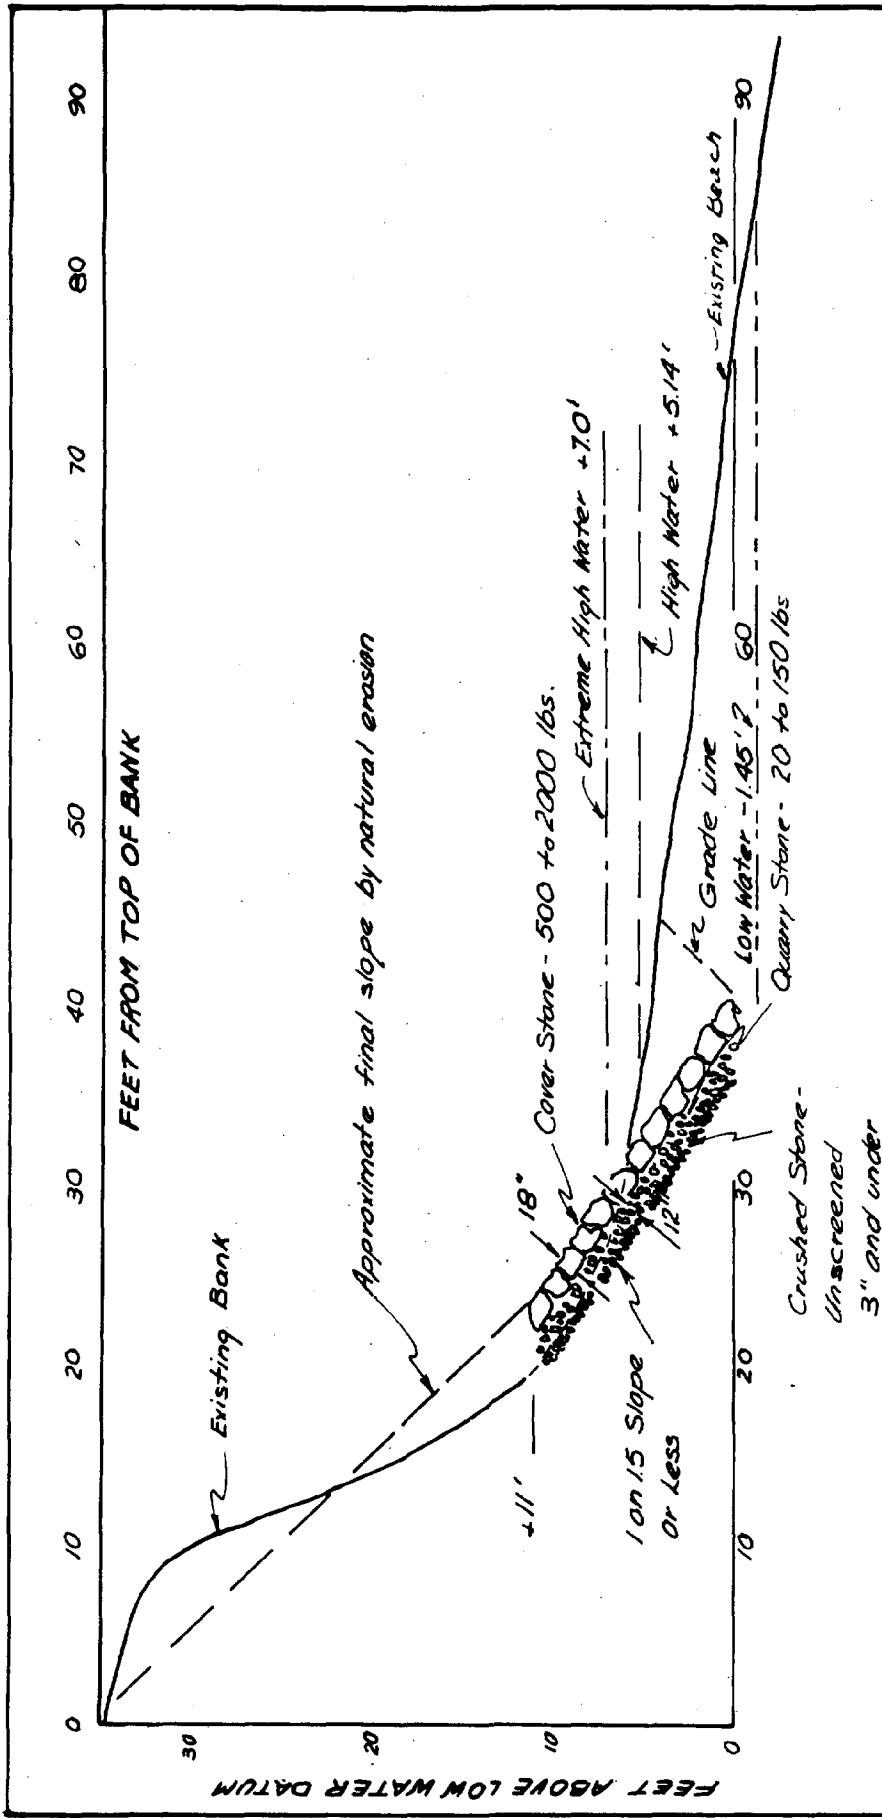 FEET FROM TOP OF BANK
0 10 20 30 40 50 60 70 80 90
FEET ABOVE LOW WATER DATUM
30
20
10
0
Existing Bank
Approximate final slope by natural erosion
+11'
18"
Cover Stone - 500 to 2000 lbs.
Extreme High Water +7.0'
High Water +5.14'
Existing Beach
Grade Line
Low Water -1.45'?
Quarry Stone - 20 to 150 lbs
12"
1 on 1.5 Slope
Or Less
Crushed Stone -
Unscreened
3" and under
10 20 30 60 90